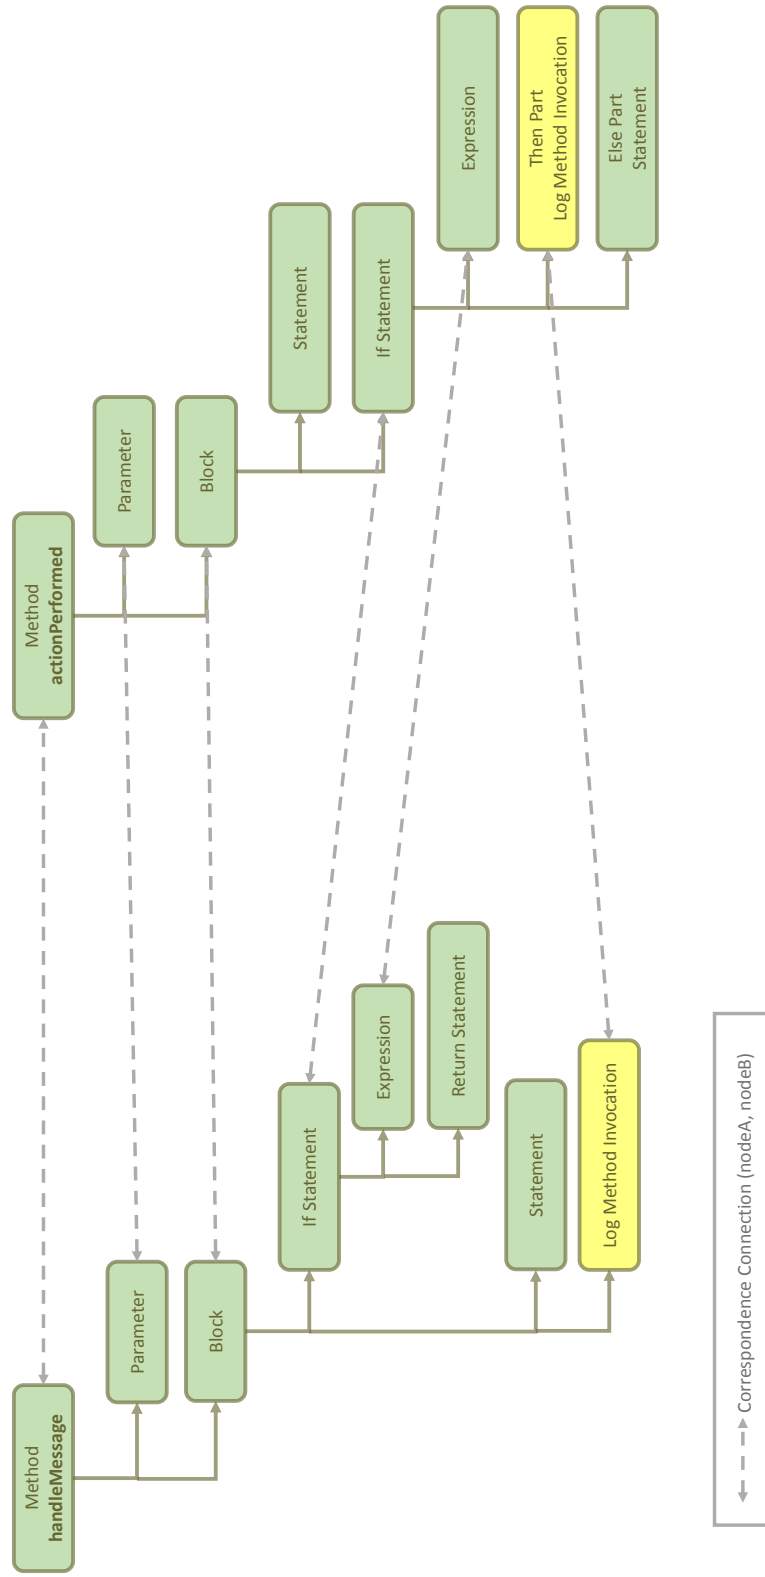 Method
handleMessage
Parameter
Block
If Statement
Expression
Return Statement
Statement
Log Method Invocation
Method
actionPerformed
Parameter
Block
Statement
If Statement
Expression
Then Part
Log Method Invocation
Else Part
Statement
Correspondence Connection (nodeA, nodeB)